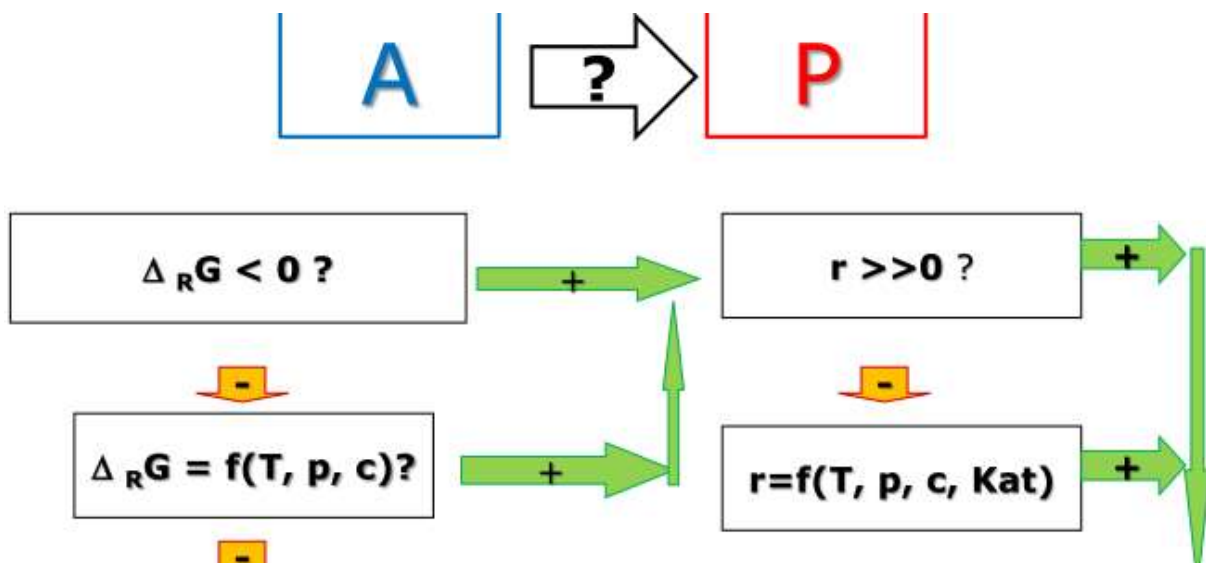 A ? P
Δ RG < 0 ?
+
r >>0 ?
+
-
-
Δ RG = f(T, p, c)?
+
r=f(T, p, c, Kat)
+
-